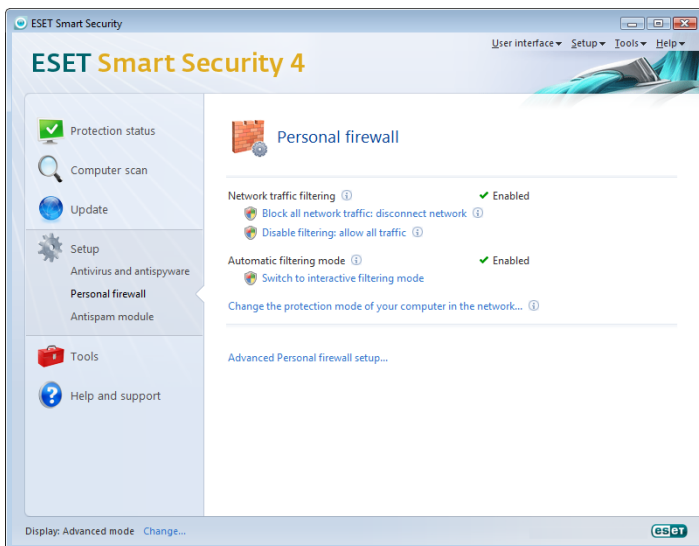 ESET Smart Security
User interface Setup Tools Help
ESET Smart Security 4
Protection status
Computer scan
Update
Setup
Antivirus and antispyware
Personal firewall
Antispam module
Tools
Help and support
Personal firewall
Network traffic filtering Enabled
Block all network traffic: disconnect network
Disable filtering: allow all traffic
Automatic filtering mode Enabled
Switch to interactive filtering mode
Change the protection mode of your computer in the network...
Advanced Personal firewall setup...
Display: Advanced mode Change...
eset